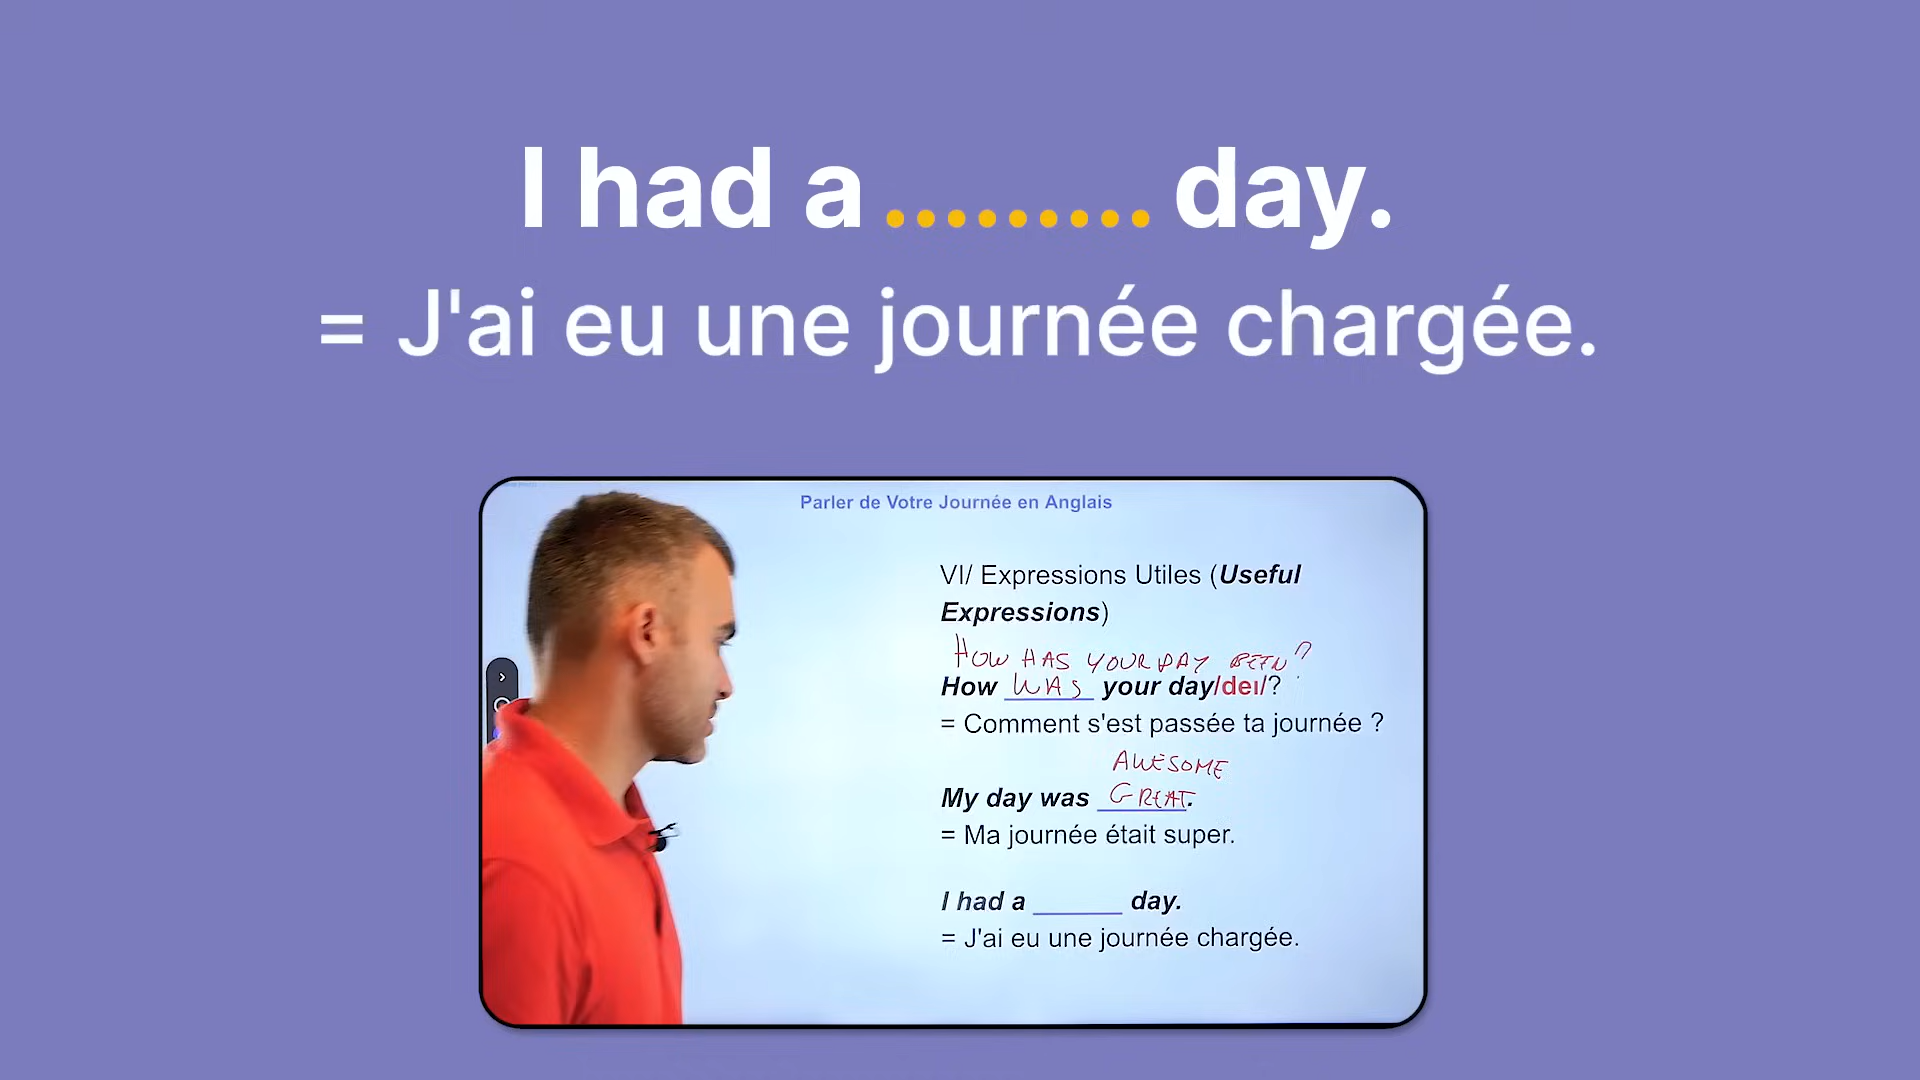 I had a ......... day.
= J'ai eu une journée chargée.
Parler de Votre Journée en Anglais
VI/ Expressions Utiles (Useful
Expressions)
HOW HAS YOUR DAY BEEN?
How WAS your day/deɪ/?
= Comment s'est passée ta journée ?
AWESOME
My day was GREAT.
= Ma journée était super.
I had a ______ day.
= J'ai eu une journée chargée.